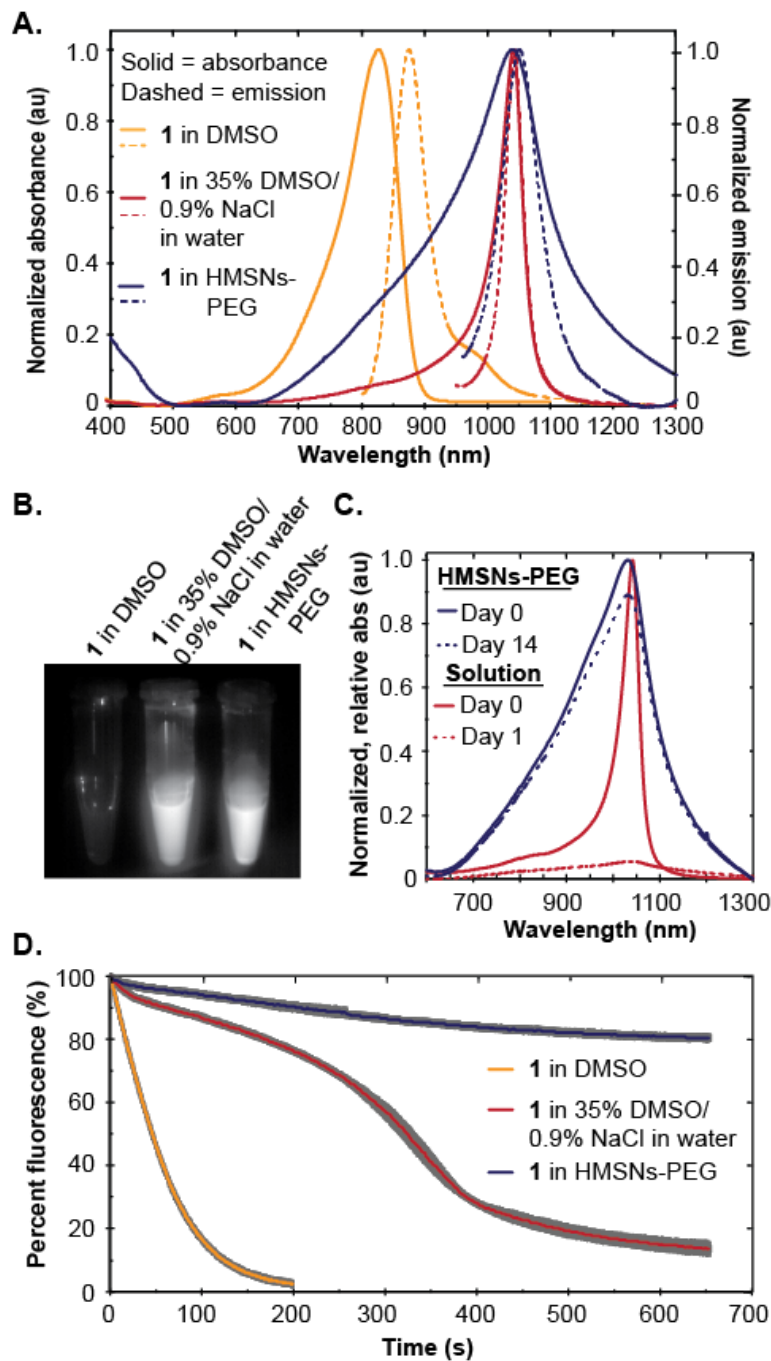 A.
Solid = absorbance
Dashed = emission
1 in DMSO
1 in 35% DMSO/
0.9% NaCl
in water
1 in HMSNs-
PEG
Normalized absorbance (au)
1.0
0.8
0.6
0.4
0.2
0
Normalized emission (au)
1.0
0.8
0.6
0.4
0.2
0
400 500 600 700 800 900 1000 1100 1200 1300
Wavelength (nm)
B.
1 in DMSO
1 in 35% DMSO/
0.9% NaCl in water
1 in HMSNs-
PEG
C.
HMSNs-PEG
Day 0
Day 14
Solution
Day 0
Day 1
Normalized, relative abs (au)
1.0
0.8
0.6
0.4
0.2
0
700 900 1100 1300
Wavelength (nm)
D.
Percent fluorescence (%)
100
80
60
40
20
0
1 in DMSO
1 in 35% DMSO/
0.9% NaCl in water
1 in HMSNs-PEG
0 100 200 300 400 500 600 700
Time (s)